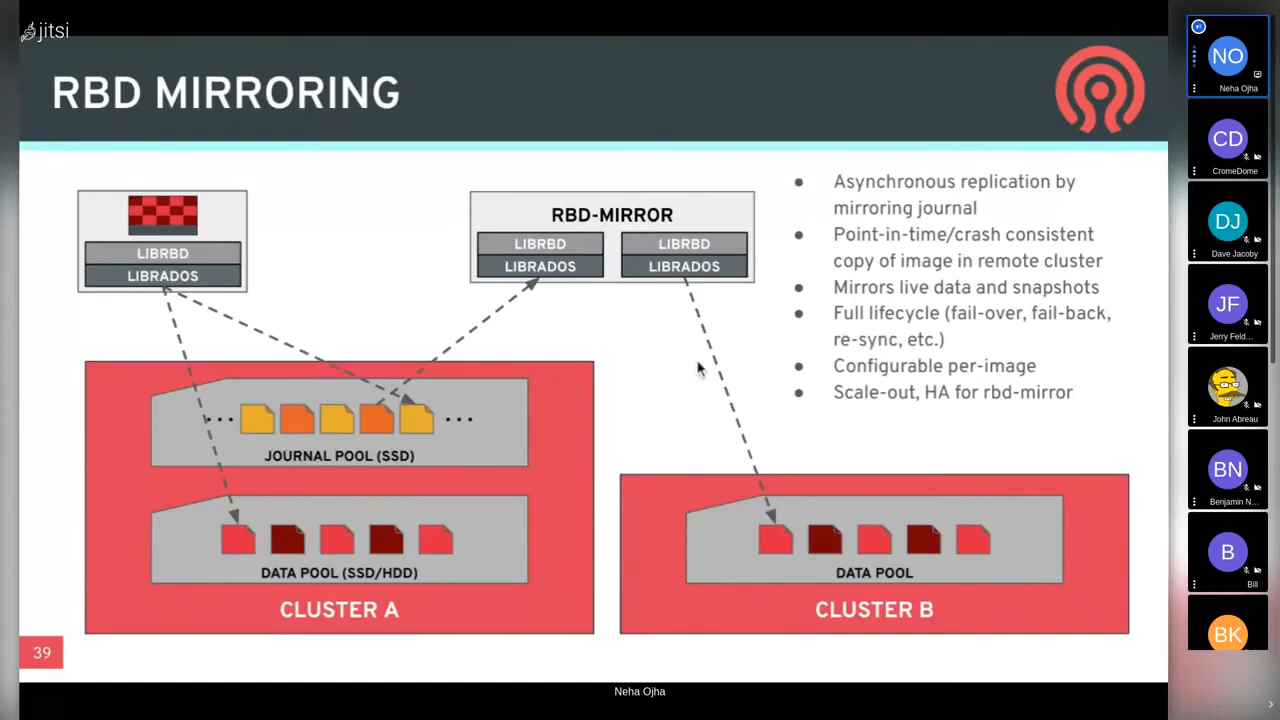 jitsi
RBD MIRRORING
LIBRBD
LIBRADOS
RBD-MIRROR
LIBRBD
LIBRADOS
LIBRBD
LIBRADOS
● Asynchronous replication by
mirroring journal
● Point-in-time/crash consistent
copy of image in remote cluster
● Mirrors live data and snapshots
● Full lifecycle (fail-over, fail-back,
re-sync, etc.)
● Configurable per-image
● Scale-out, HA for rbd-mirror
... ...
JOURNAL POOL (SSD)
DATA POOL (SSD/HDD)
CLUSTER A
DATA POOL
CLUSTER B
39
Neha Ojha
NO
Neha Ojha
CD
CromeDome
DJ
Dave Jacoby
JF
Jerry Feld...
John Abreau
BN
Benjamin N...
B
Bill
BK